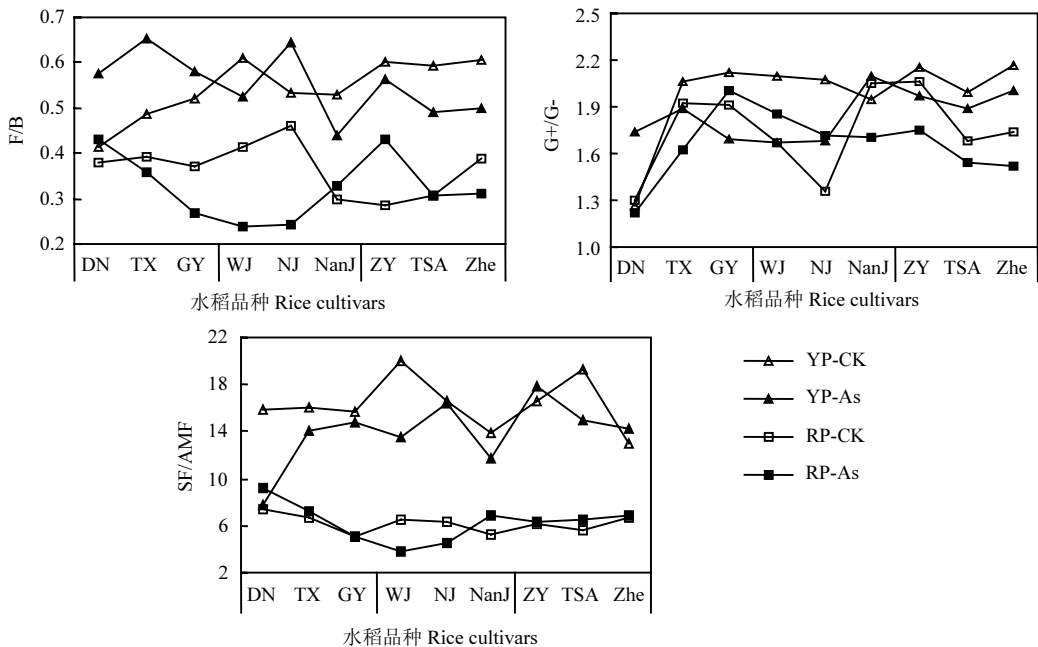 0.7
0.6
0.5
0.4
0.3
0.2
F/B
DN TX GY WJ NJ NanJ ZY TSA Zhe
水稻品种 Rice cultivars
2.5
2.2
1.9
1.6
1.3
1.0
G+/G-
DN TX GY WJ NJ NanJ ZY TSA Zhe
水稻品种 Rice cultivars
22
18
14
10
6
2
SF/AMF
DN TX GY WJ NJ NanJ ZY TSA Zhe
水稻品种 Rice cultivars
YP-CK
YP-As
RP-CK
RP-As